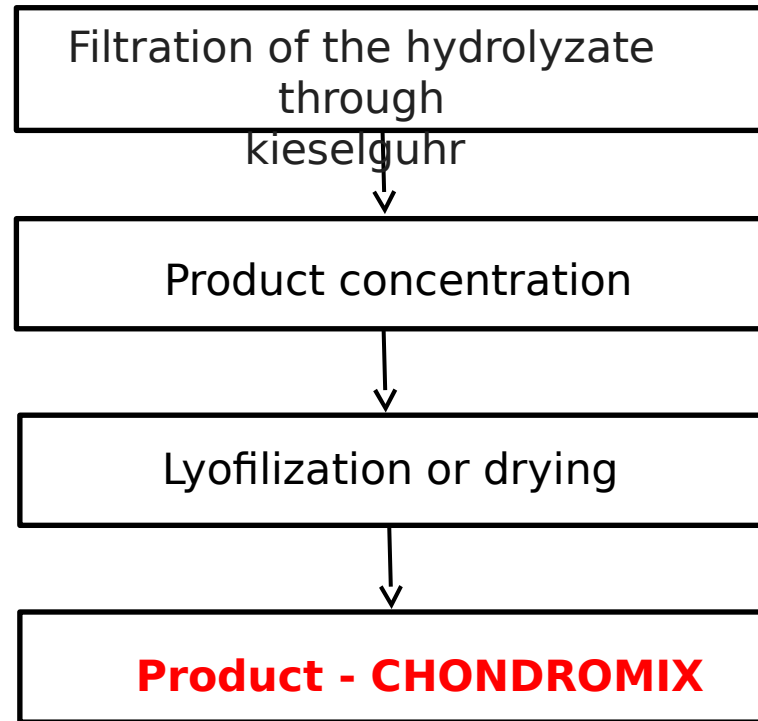 Filtration of the hydrolyzate
through
kieselguhr
Product concentration
Lyofilization or drying
Product - CHONDROMIX